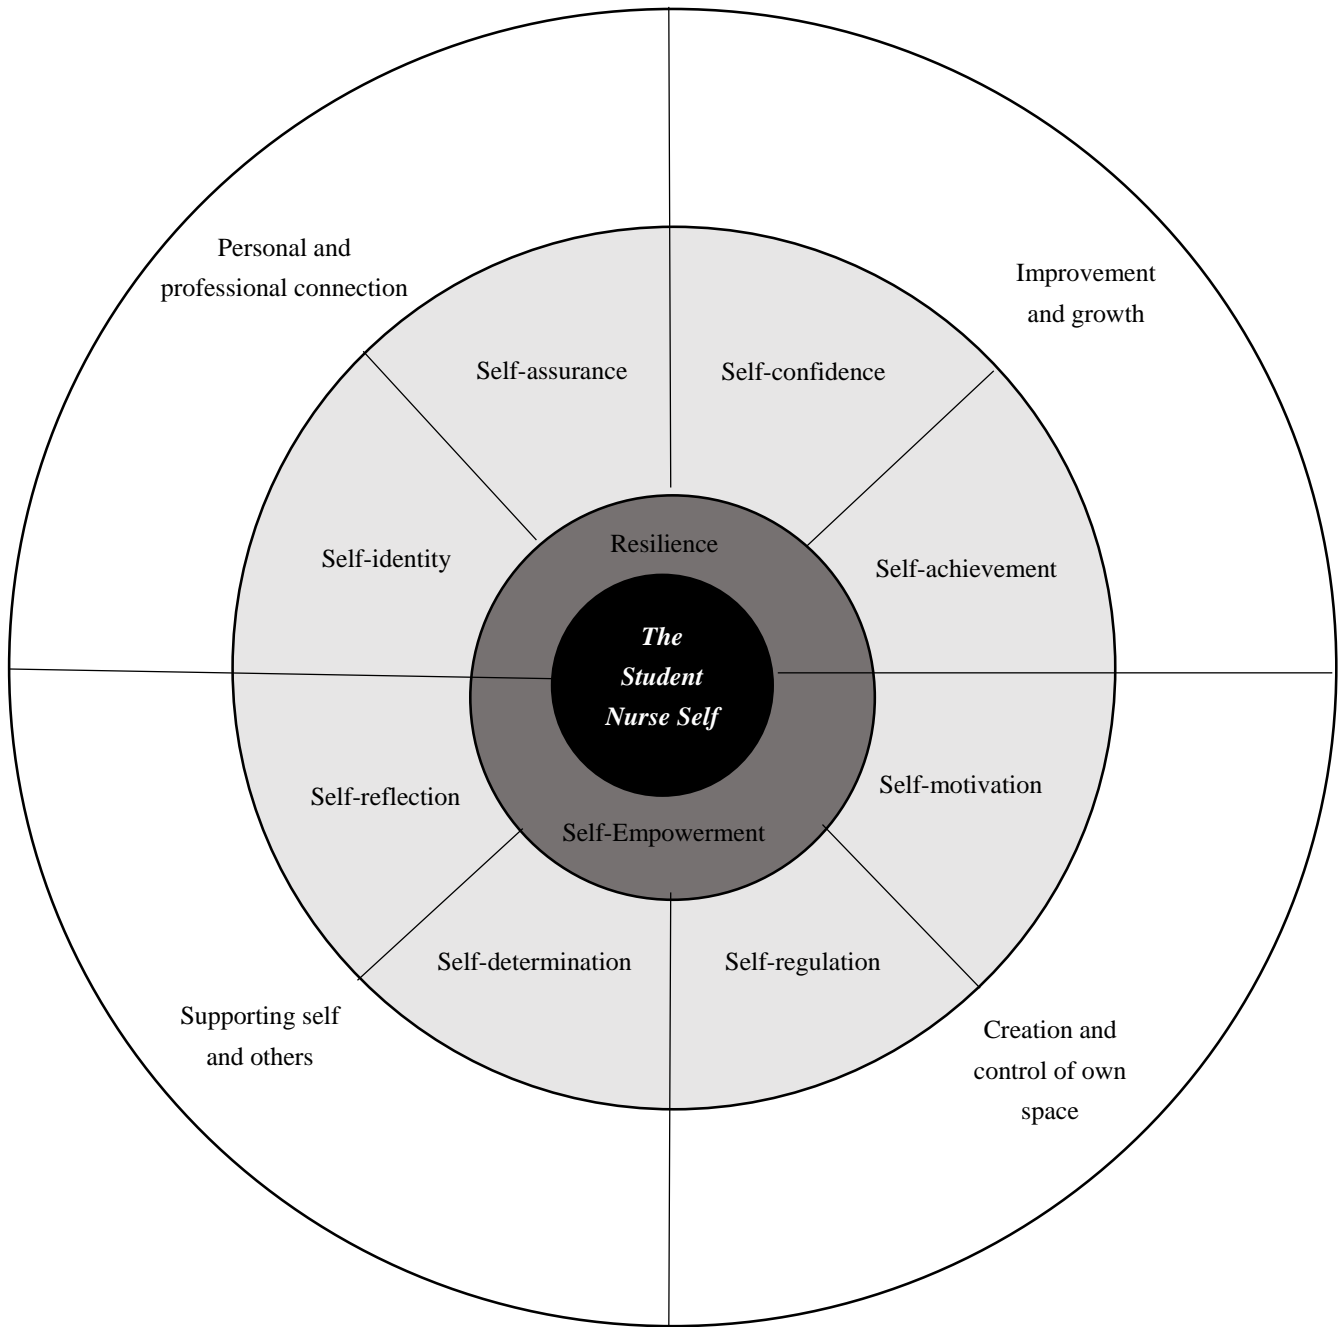 Personal and
professional connection
Improvement
and growth
Self-assurance
Self-confidence
Self-identity
Self-achievement
Resilience
The
Student
Nurse Self
Self-reflection
Self-motivation
Self-Empowerment
Self-determination
Self-regulation
Supporting self
and others
Creation and
control of own
space